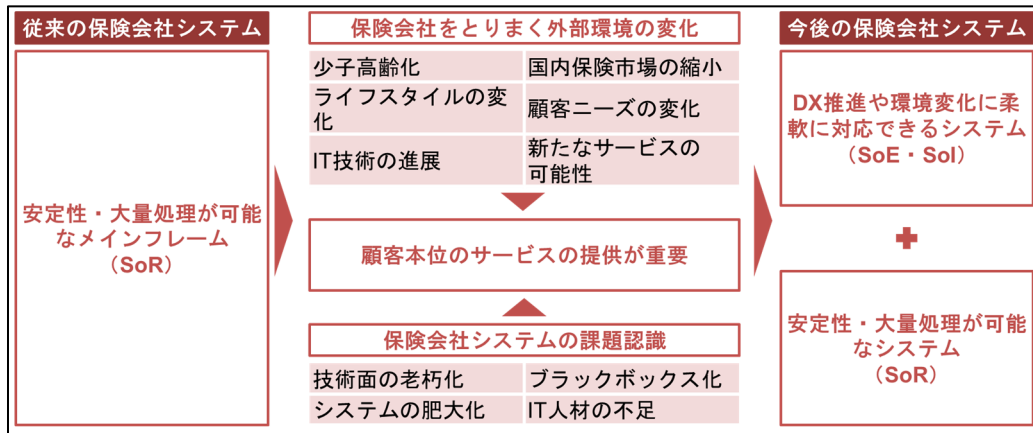 従来の保険会社システム
安定性・大量処理が可能
なメインフレーム
（SoR）
保険会社をとりまく外部環境の変化
少子高齢化
国内保険市場の縮小
ライフスタイルの変
化
顧客ニーズの変化
IT技術の進展
新たなサービスの
可能性
顧客本位のサービスの提供が重要
保険会社システムの課題認識
技術面の老朽化
ブラックボックス化
システムの肥大化
IT人材の不足
今後の保険会社システム
DX推進や環境変化に柔
軟に対応できるシステム
（SoE・SoI）
安定性・大量処理が可能
なシステム
（SoR）